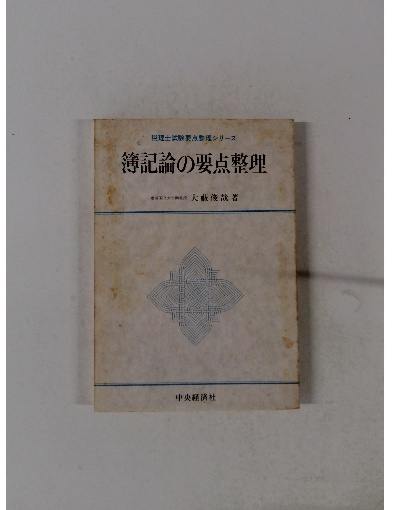 税理士試験要点整理シリーズ
簿記論の要点整理
大藪俊哉著
中央経済社